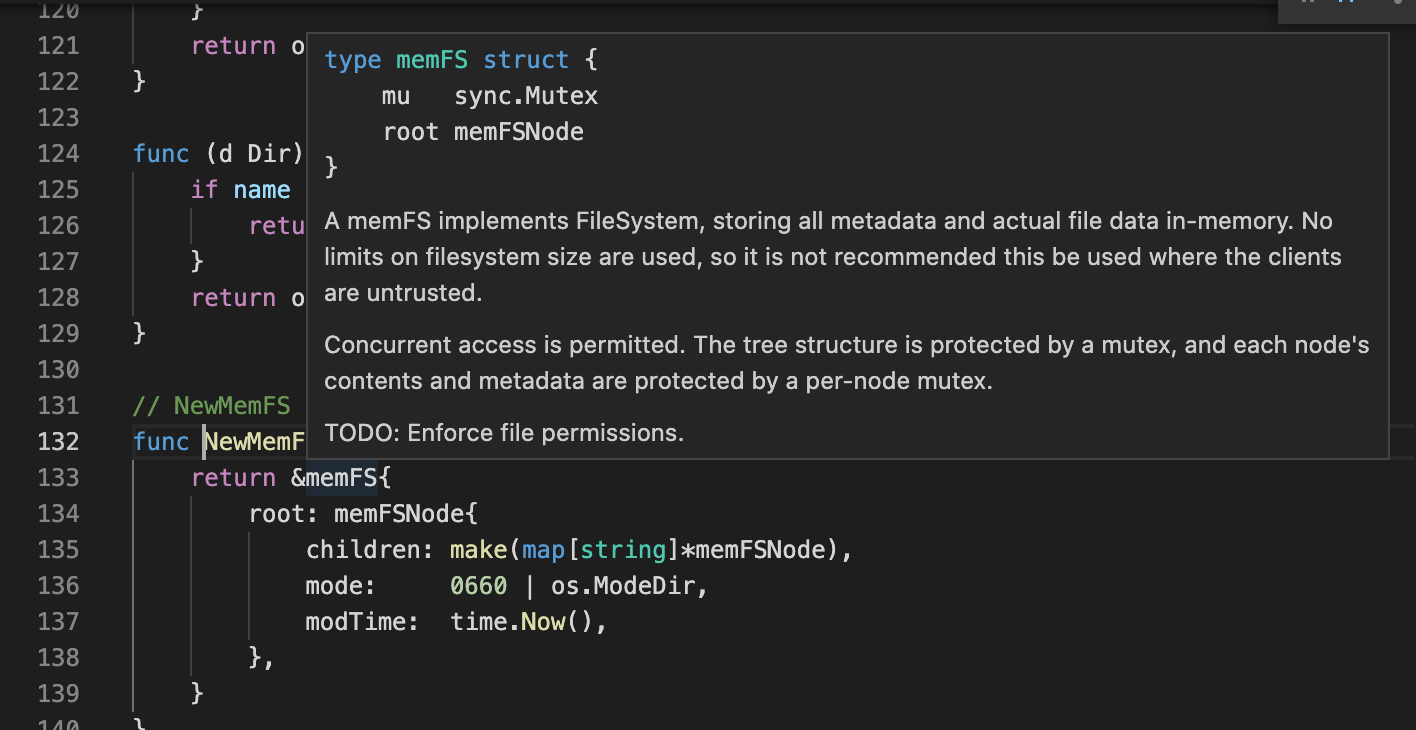 120 }
121 return o
122 }
123
124 func (d Dir)
125 if name
126 retu
127 }
128 return o
129 }
130
131 // NewMemFS
132 func NewMemF
type memFS struct {
mu sync.Mutex
root memFSNode
}
A memFS implements FileSystem, storing all metadata and actual file data in-memory. No
limits on filesystem size are used, so it is not recommended this be used where the clients
are untrusted.
Concurrent access is permitted. The tree structure is protected by a mutex, and each node's
contents and metadata are protected by a per-node mutex.
TODO: Enforce file permissions.
133 return &memFS{
134 root: memFSNode{
135 children: make(map[string]*memFSNode),
136 mode: 0660 | os.ModeDir,
137 modTime: time.Now(),
138 },
139 }
140 }